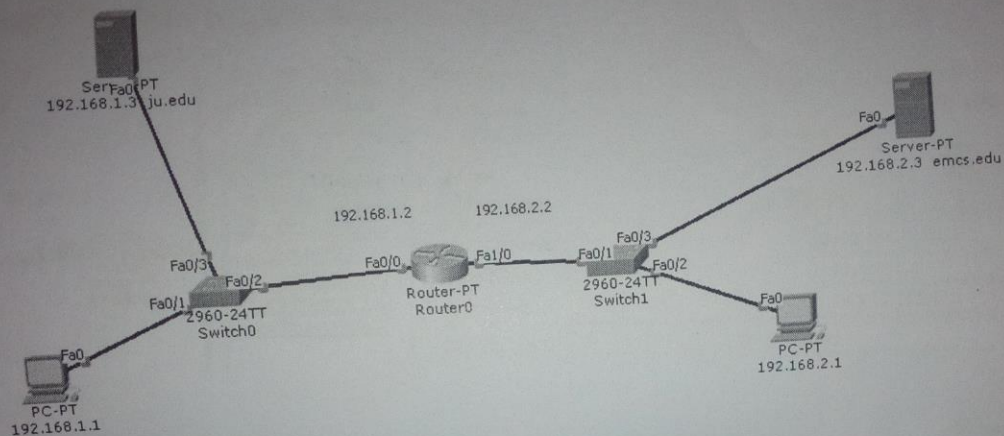 Server-PT
Fa0
192.168.1.3 ju.edu
Fa0
Server-PT
192.168.2.3 emcs.edu
192.168.1.2
192.168.2.2
Fa0/3
Fa0/2
Fa0/1
2960-24TT
Switch0
Fa0/0
Fa1/0
Router-PT
Router0
Fa0/1
Fa0/3
Fa0/2
2960-24TT
Switch1
Fa0
PC-PT
192.168.1.1
Fa0
PC-PT
192.168.2.1